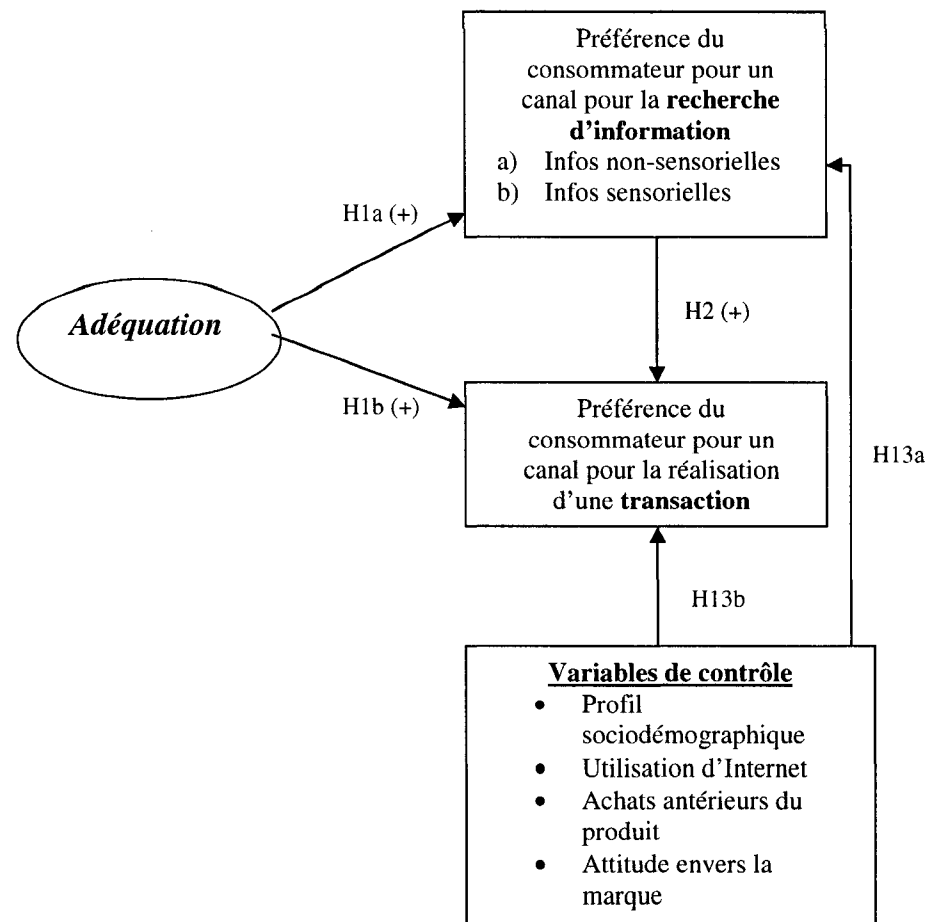 Préférence du
consommateur pour un
canal pour la recherche
d'information
a) Infos non-sensorielles
b) Infos sensorielles
H1a (+)
Adéquation
H2 (+)
H1b (+)
Préférence du
consommateur pour un
canal pour la réalisation
d'une transaction
H13a
H13b
Variables de contrôle
• Profil
sociodémographique
• Utilisation d'Internet
• Achats antérieurs du
produit
• Attitude envers la
marque